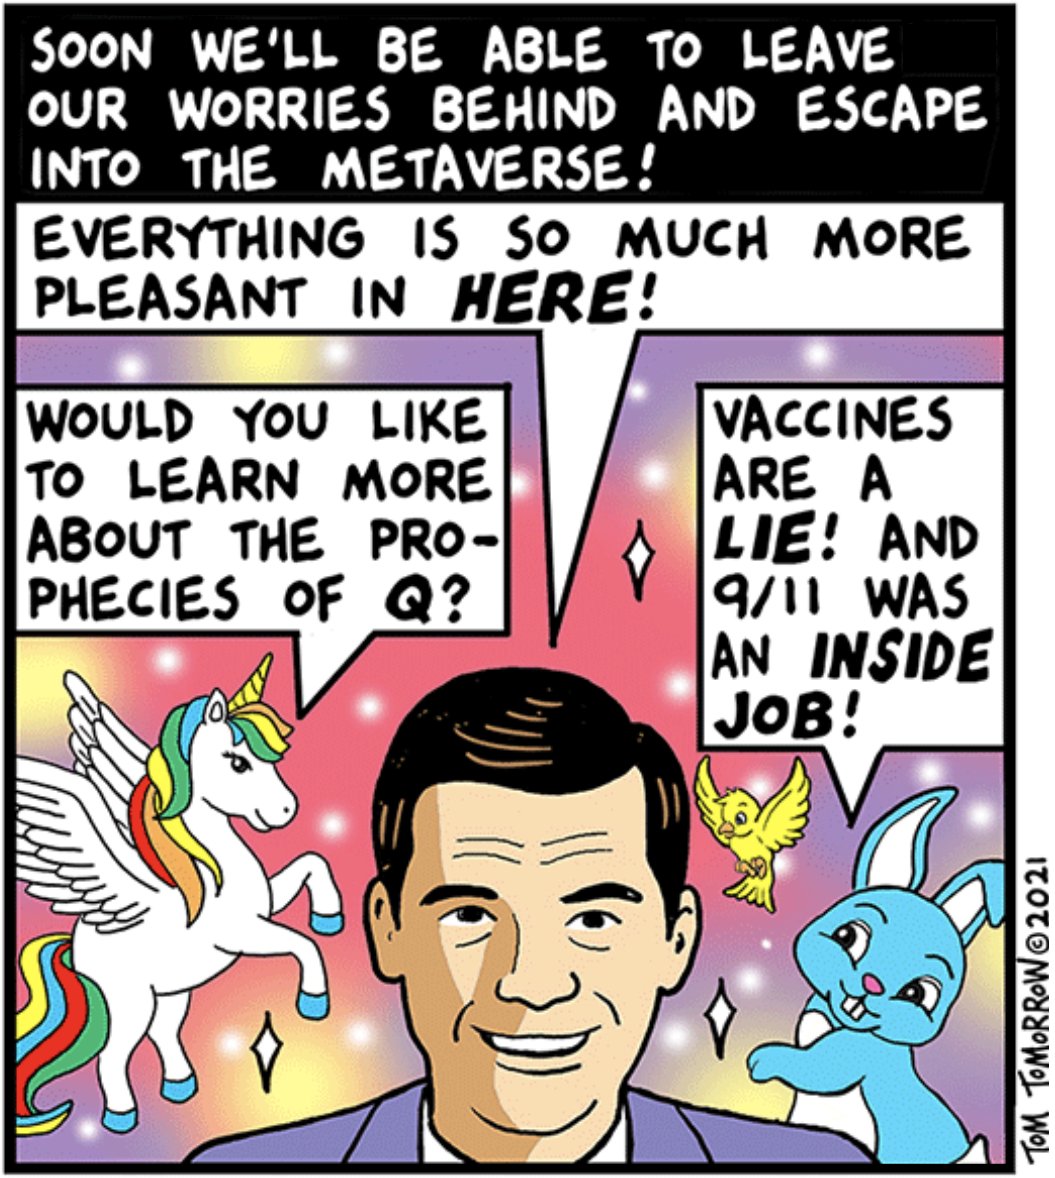 SOON WE'LL BE ABLE TO LEAVE
OUR WORRIES BEHIND AND ESCAPE
INTO THE METAVERSE!
EVERYTHING IS SO MUCH MORE
PLEASANT IN HERE!
WOULD YOU LIKE
TO LEARN MORE
ABOUT THE PRO-
PHECIES OF Q?
VACCINES
ARE A
LIE! AND
9/11 WAS
AN INSIDE
JOB!
TOM TOMORROW©2021